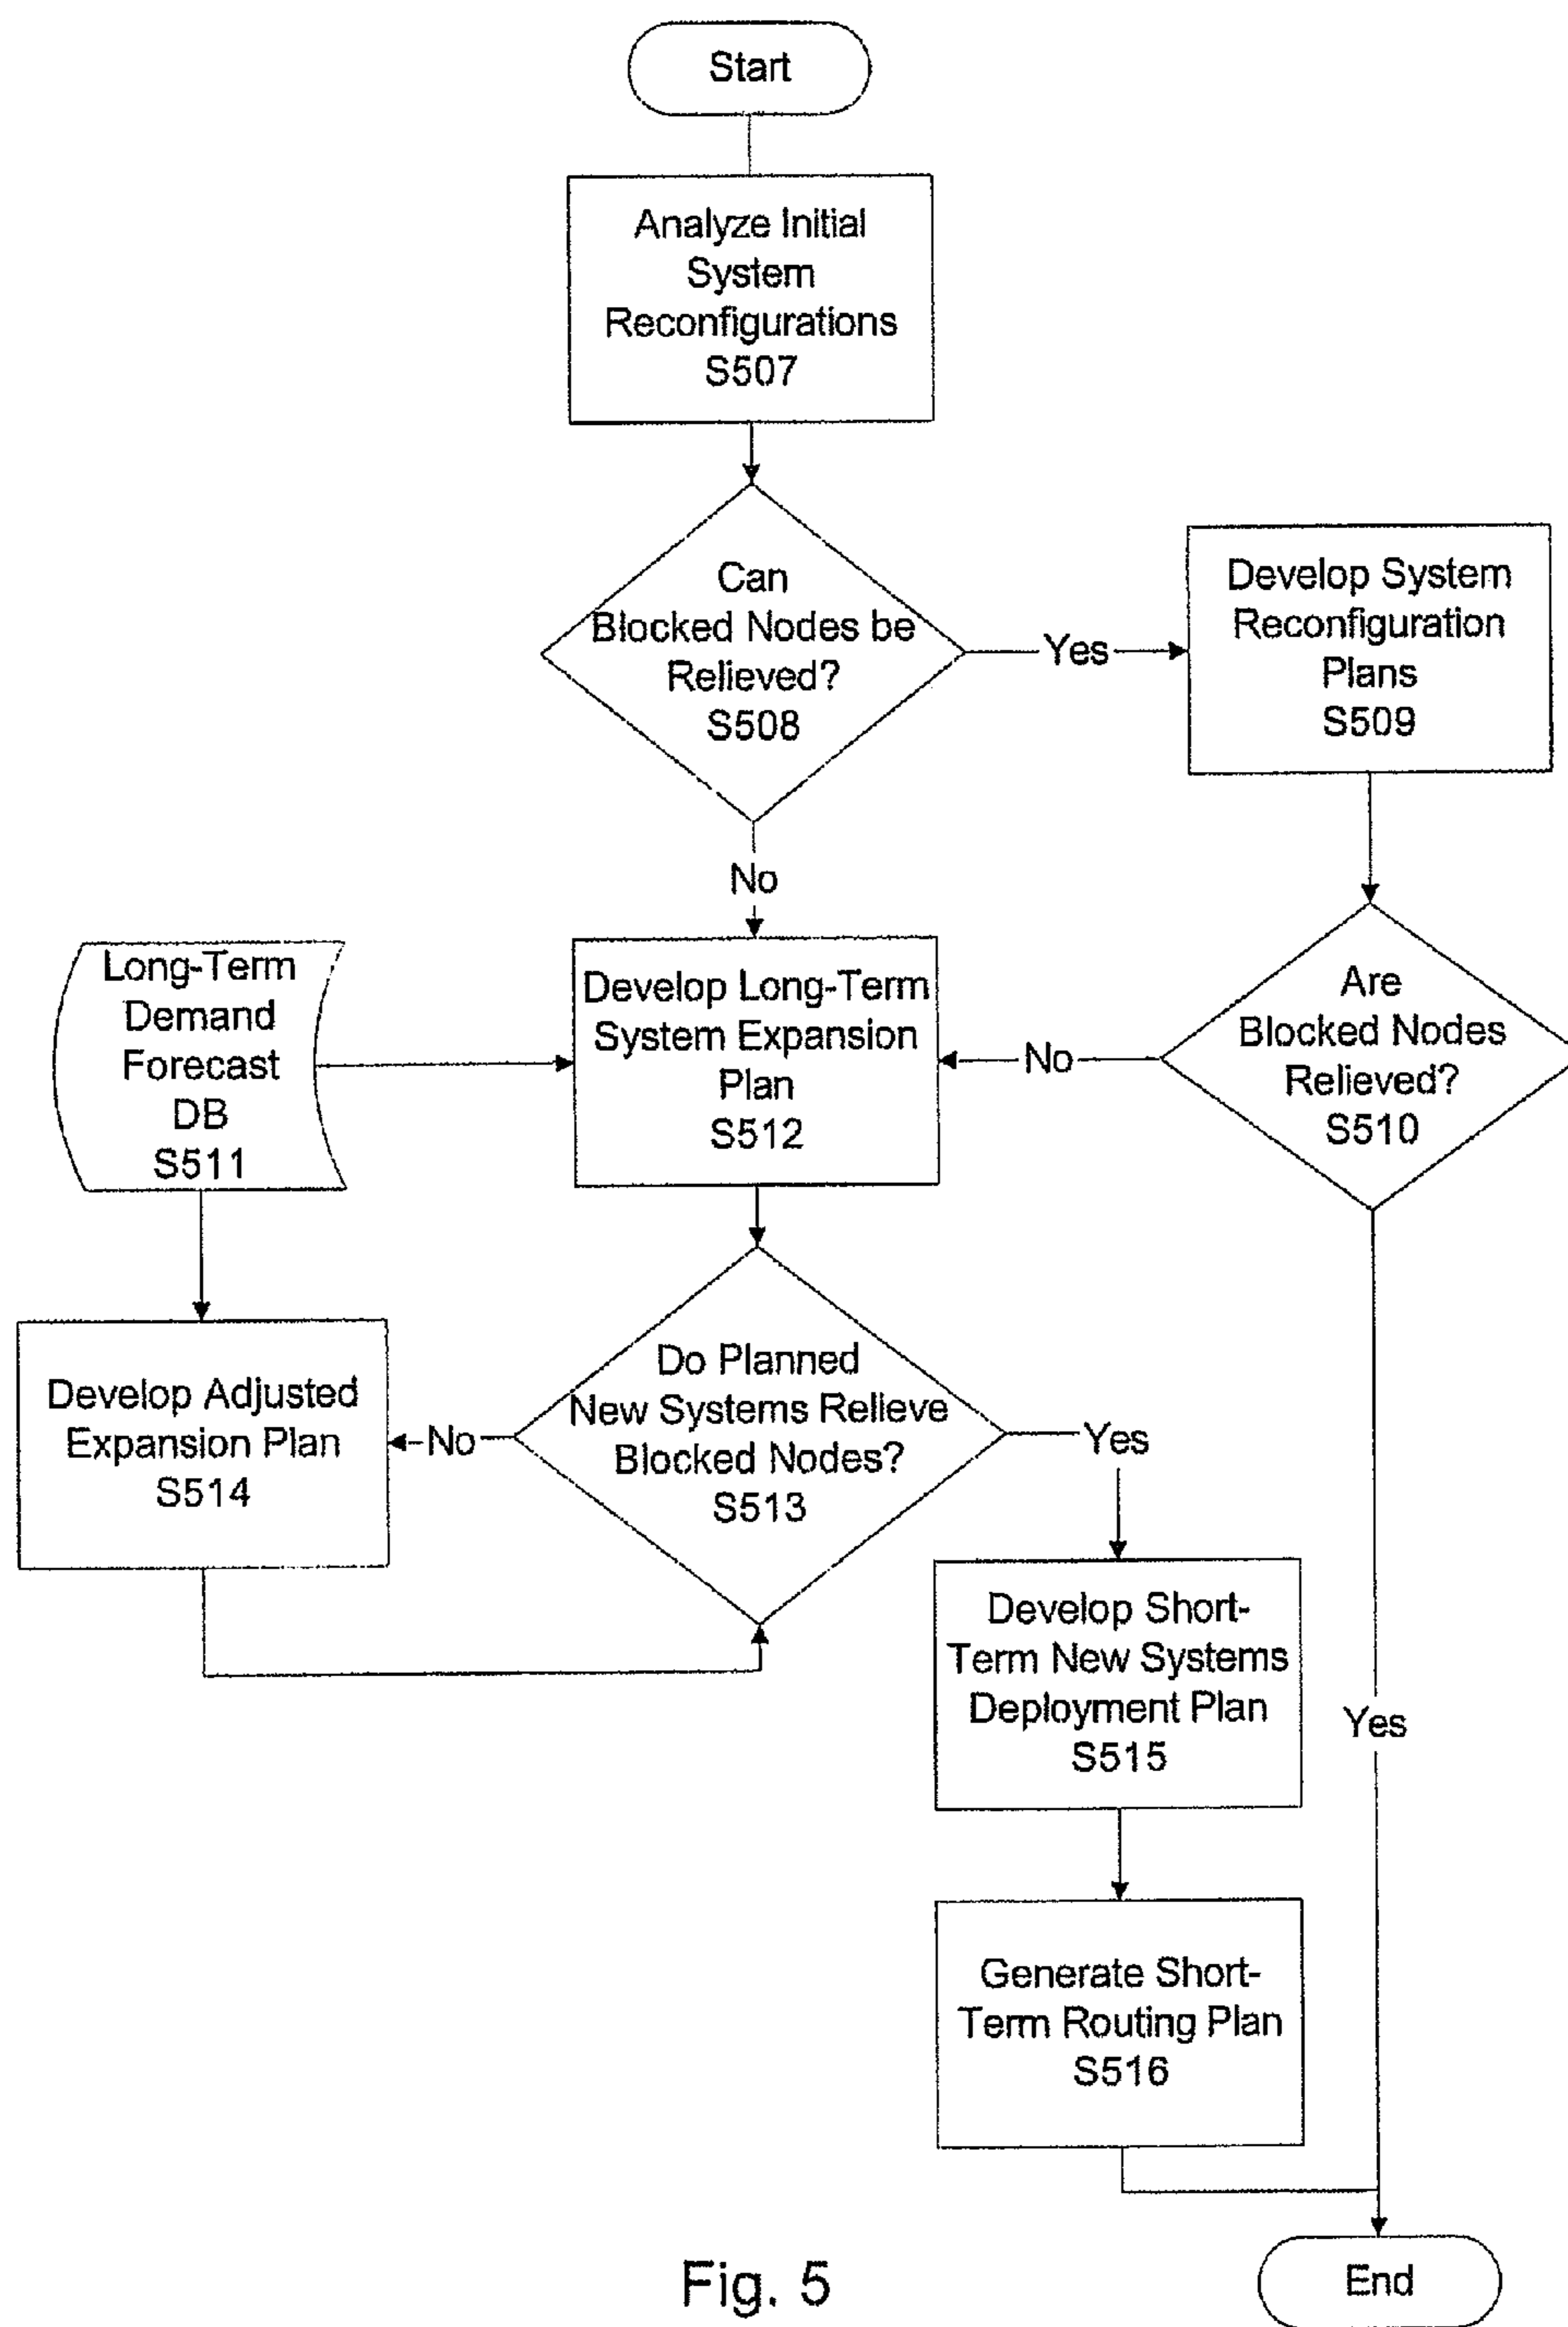 Start
Analyze Initial
System
Reconfigurations
S507
Can
Blocked Nodes be
Relieved?
S508
Yes
Develop System
Reconfiguration
Plans
S509
No
Long-Term
Demand
Forecast
DB
S511
Develop Long-Term
System Expansion
Plan
S512
No
Are
Blocked Nodes
Relieved?
S510
Develop Adjusted
Expansion Plan
S514
No
Do Planned
New Systems Relieve
Blocked Nodes?
S513
Yes
Develop Short-
Term New Systems
Deployment Plan
S515
Yes
Generate Short-
Term Routing Plan
S516
End
Fig. 5